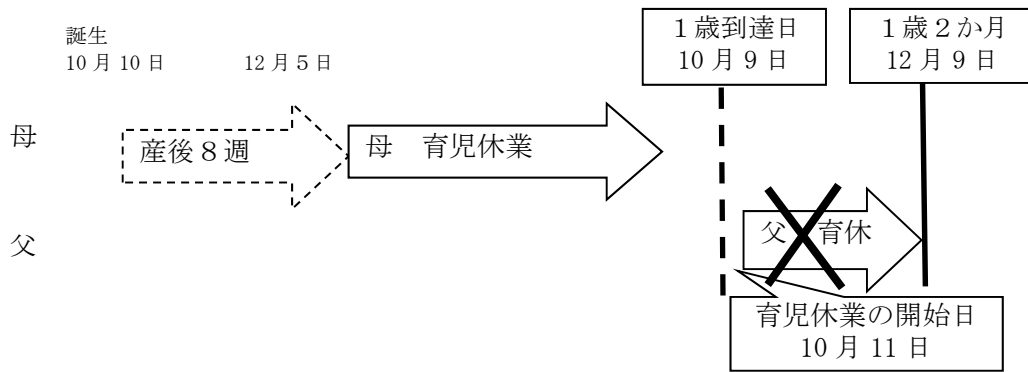 誕生
10月10日
12月5日
1歳到達日
10月9日
1歳2か月
12月9日
母
産後8週
母 育児休業
父
父 育休
育児休業の開始日
10月11日